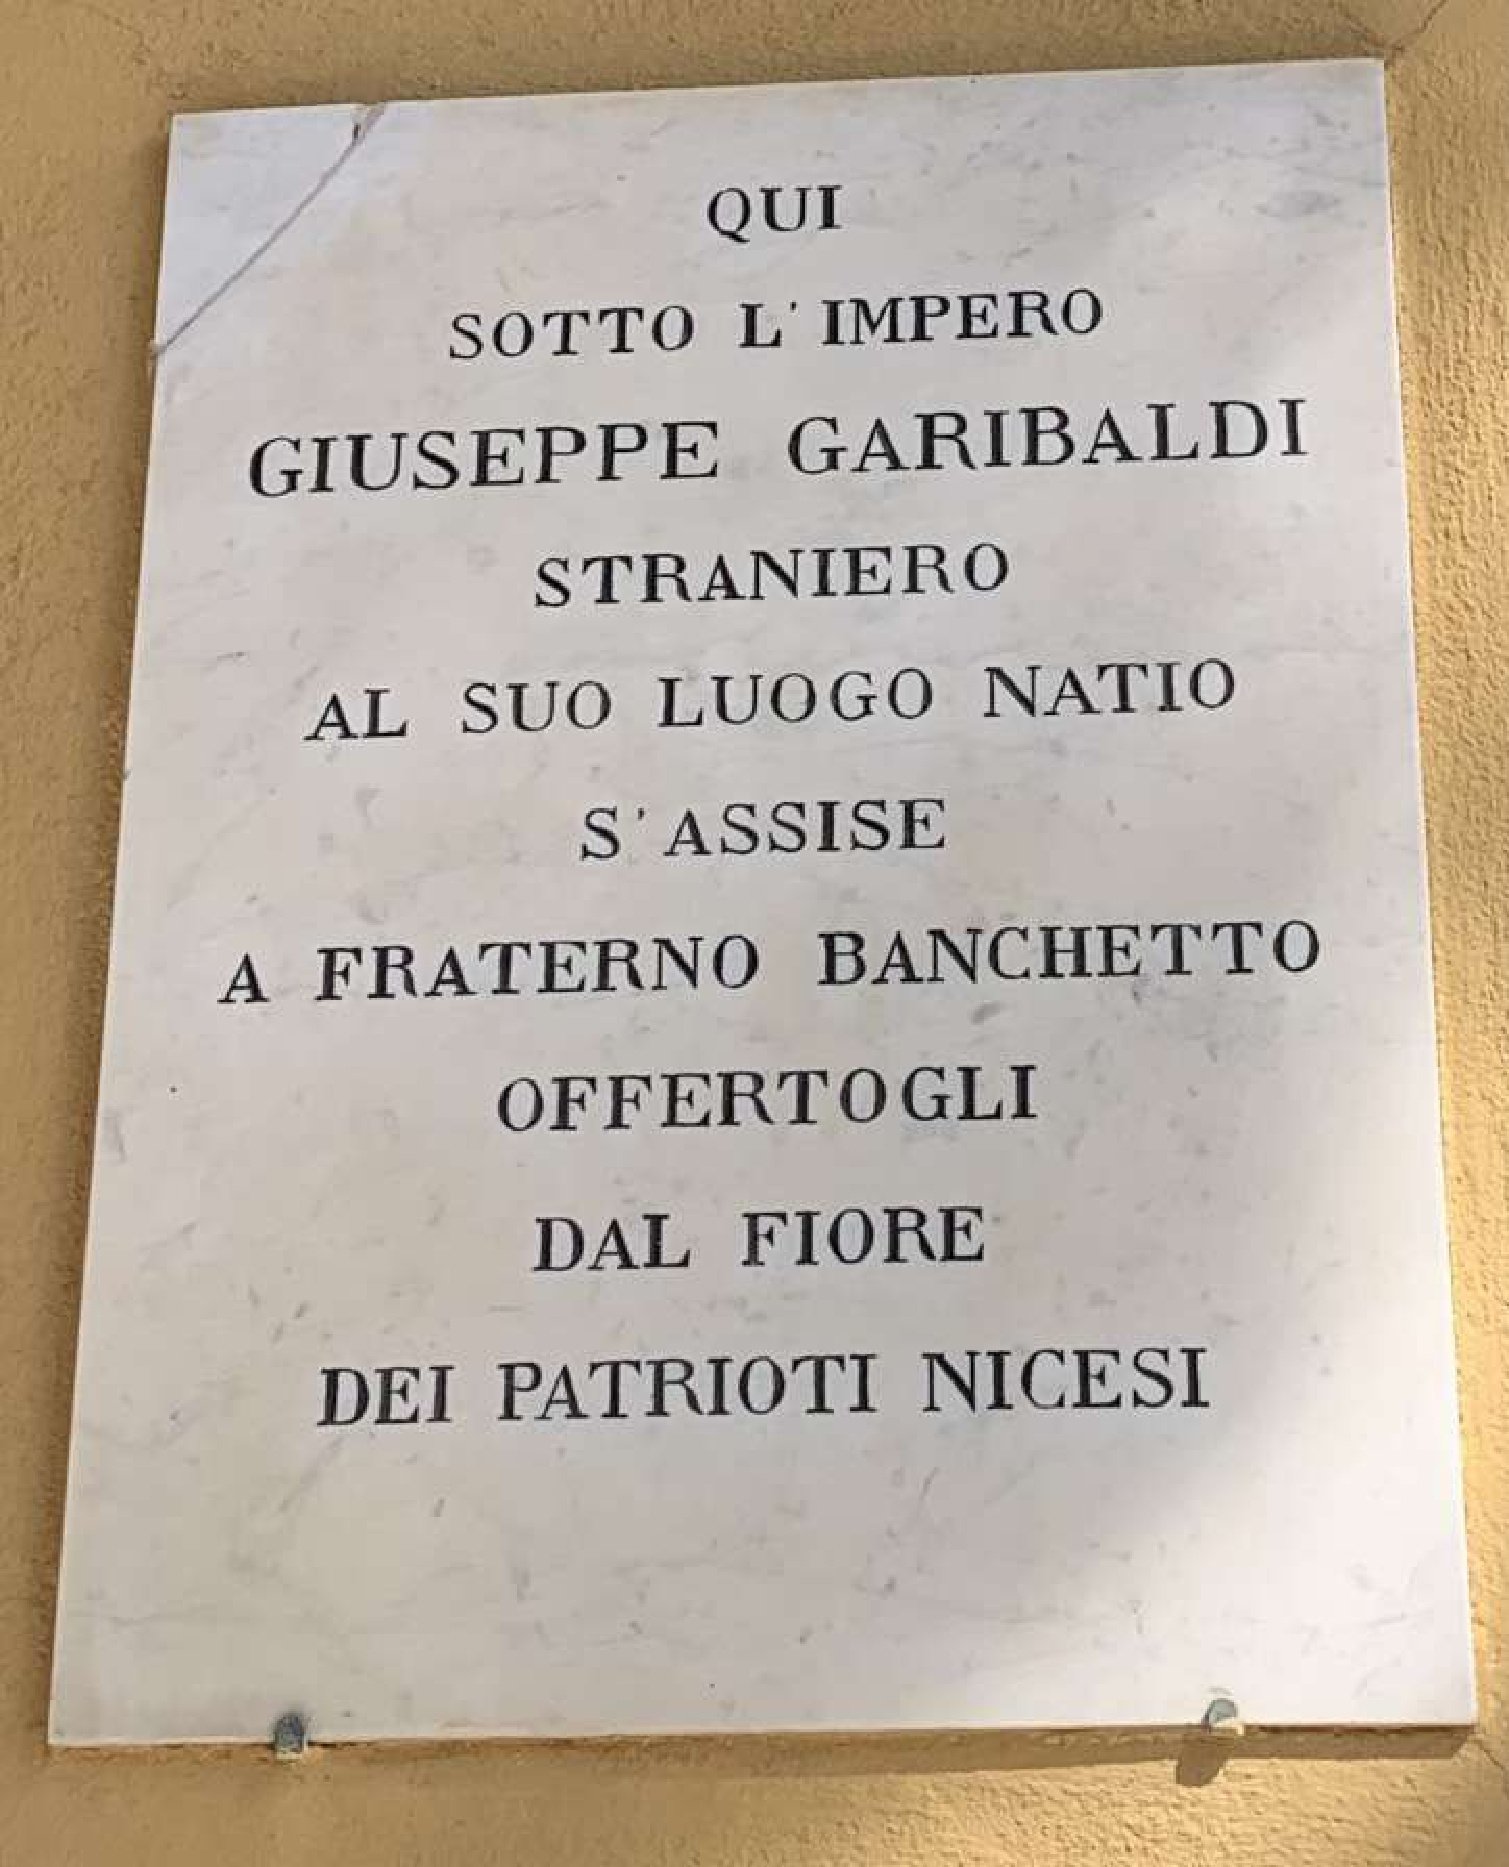 QUI
SOTTO L'IMPERO
GIUSEPPE GARIBALDI
STRANIERO
AL SUO LUOGO NATIO
S'ASSISE
A FRATERNO BANCHETTO
OFFERTOGLI
DAL FIORE
DEI PATRIOTI NICESI